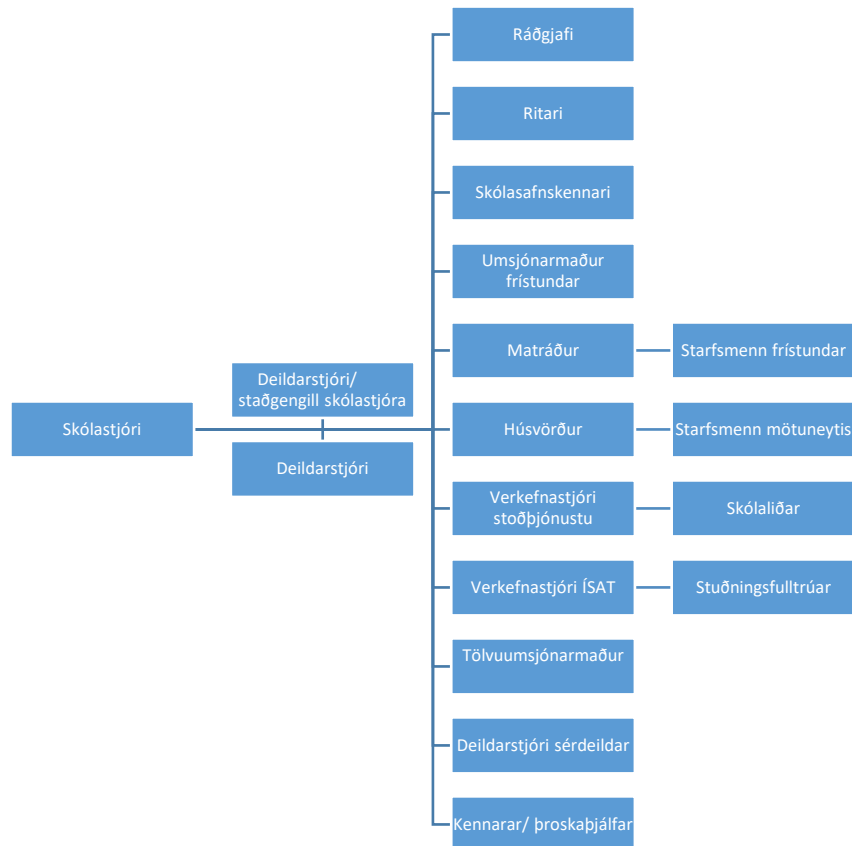 Ráðgjafi
Ritari
Skólasafnskennari
Umsjónarmaður
frístundar
Matráður
Starfsmenn frístundar
Deildarstjóri/
staðgengill skólastjóra
Skólastjóri
Húsvörður
Starfsmenn mötuneytis
Deildarstjóri
Verkefnastjóri
stoðþjónustu
Skólaliðar
Verkefnastjóri ÍSAT
Stuðningsfulltrúar
Tölvuumsjónarmaður
Deildarstjóri sérdeildar
Kennarar/ þroskaþjálfar